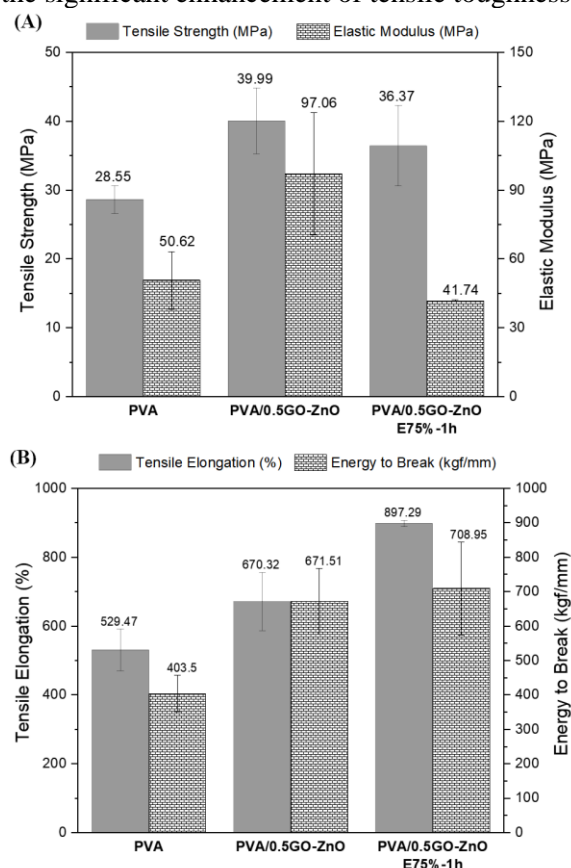 the significant enhancement of tensile toughness
(A)
Tensile Strength (MPa) Elastic Modulus (MPa)
50 150
39.99
97.06
36.37
40 120
28.55
30 90
50.62
41.74
20 60
10 30
0 0
Tensile Strength (MPa)
Elastic Modulus (MPa)
PVA PVA/0.5GO-ZnO PVA/0.5GO-ZnO
E75%-1h
(B)
Tensile Elongation (%) Energy to Break (kgf/mm)
1000 1000
897.29
900
800 800
708.95
670.32 671.51
700
600 600
529.47
500
403.5
400 400
300
200 200
100
0 0
Tensile Elongation (%)
Energy to Break (kgf/mm)
PVA PVA/0.5GO-ZnO PVA/0.5GO-ZnO
E75%-1h